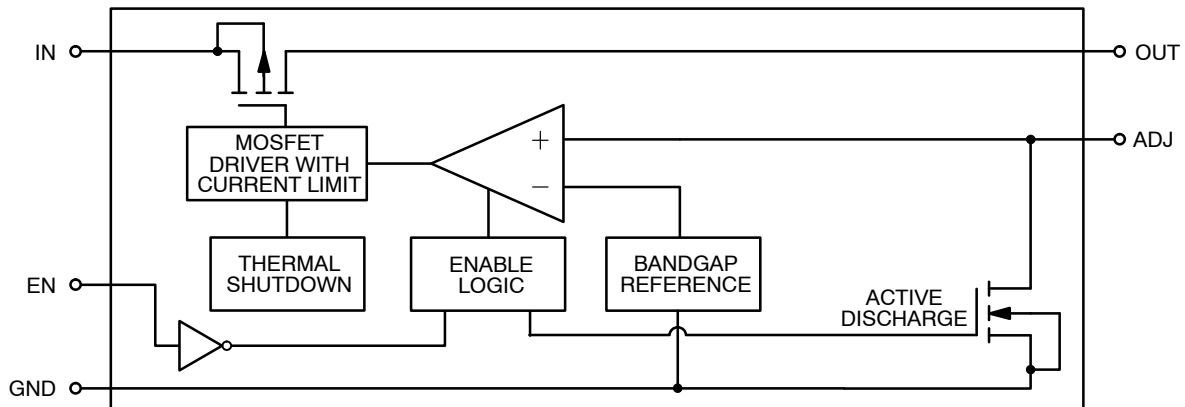 IN
OUT
MOSFET
DRIVER WITH
CURRENT LIMIT
+
−
ADJ
THERMAL
SHUTDOWN
ENABLE
LOGIC
BANDGAP
REFERENCE
EN
ACTIVE
DISCHARGE
GND